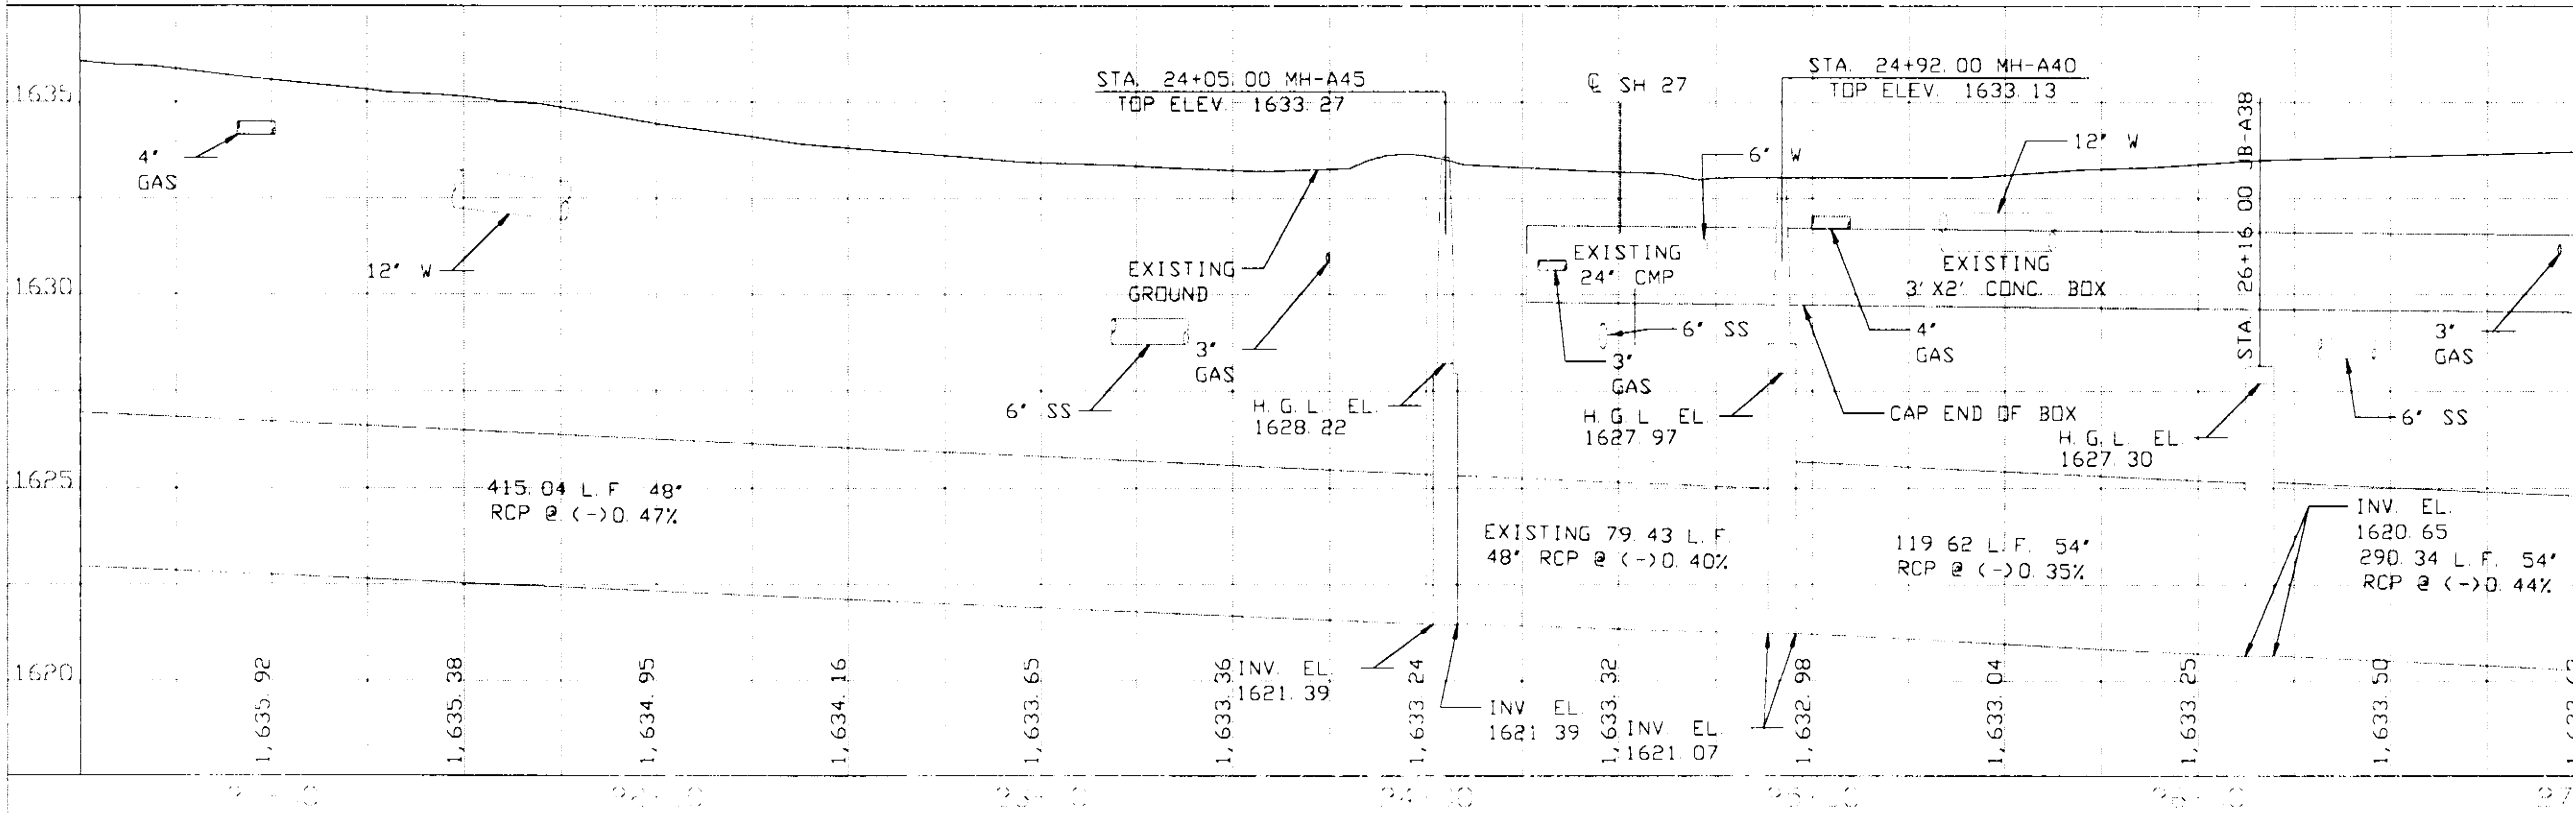 STA. 24+05.00 MH-A45
TOP ELEV. 1633.27
℄ SH 27
STA. 24+92.00 MH-A40
TOP ELEV. 1633.13
1635
4"
GAS
12" W
6" W
12" W
STA. 26+16.00 JB-A38
EXISTING
GROUND
EXISTING
24" CMP
EXISTING
3'X2' CONC. BOX
1630
3"
GAS
6" SS
6" SS
3"
GAS
4"
GAS
3"
GAS
6" SS
H.G.L. EL.
1628.22
H.G.L. EL.
1627.97
CAP END OF BOX
H.G.L. EL.
1627.30
1625
415.04 L.F. 48"
RCP @ (-)0.47%
EXISTING 79.43 L.F.
48" RCP @ (-)0.40%
119.62 L.F. 54"
RCP @ (-)0.35%
INV. EL.
1620.65
290.34 L.F. 54"
RCP @ (-)0.44%
1620
INV. EL.
1621.39
INV. EL.
1621.39
INV. EL.
1621.07
1,635.92
1,635.38
1,634.95
1,634.16
1,633.65
1,633.36
1,633.24
1,633.32
1,632.98
1,633.04
1,633.25
1,633.50